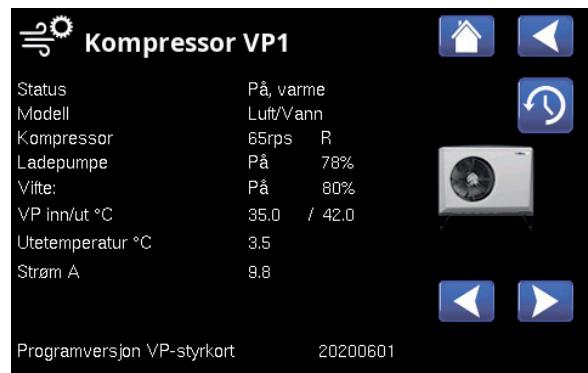 Kompressor VP1
Status På, varme
Modell Luft/Vann
Kompressor 65rps R
Ladepumpe På 78%
Vifte: På 80%
VP inn/ut °C 35.0 / 42.0
Utetemperatur °C 3.5
Strøm A 9.8
Programversjon VP-styrkort 20200601